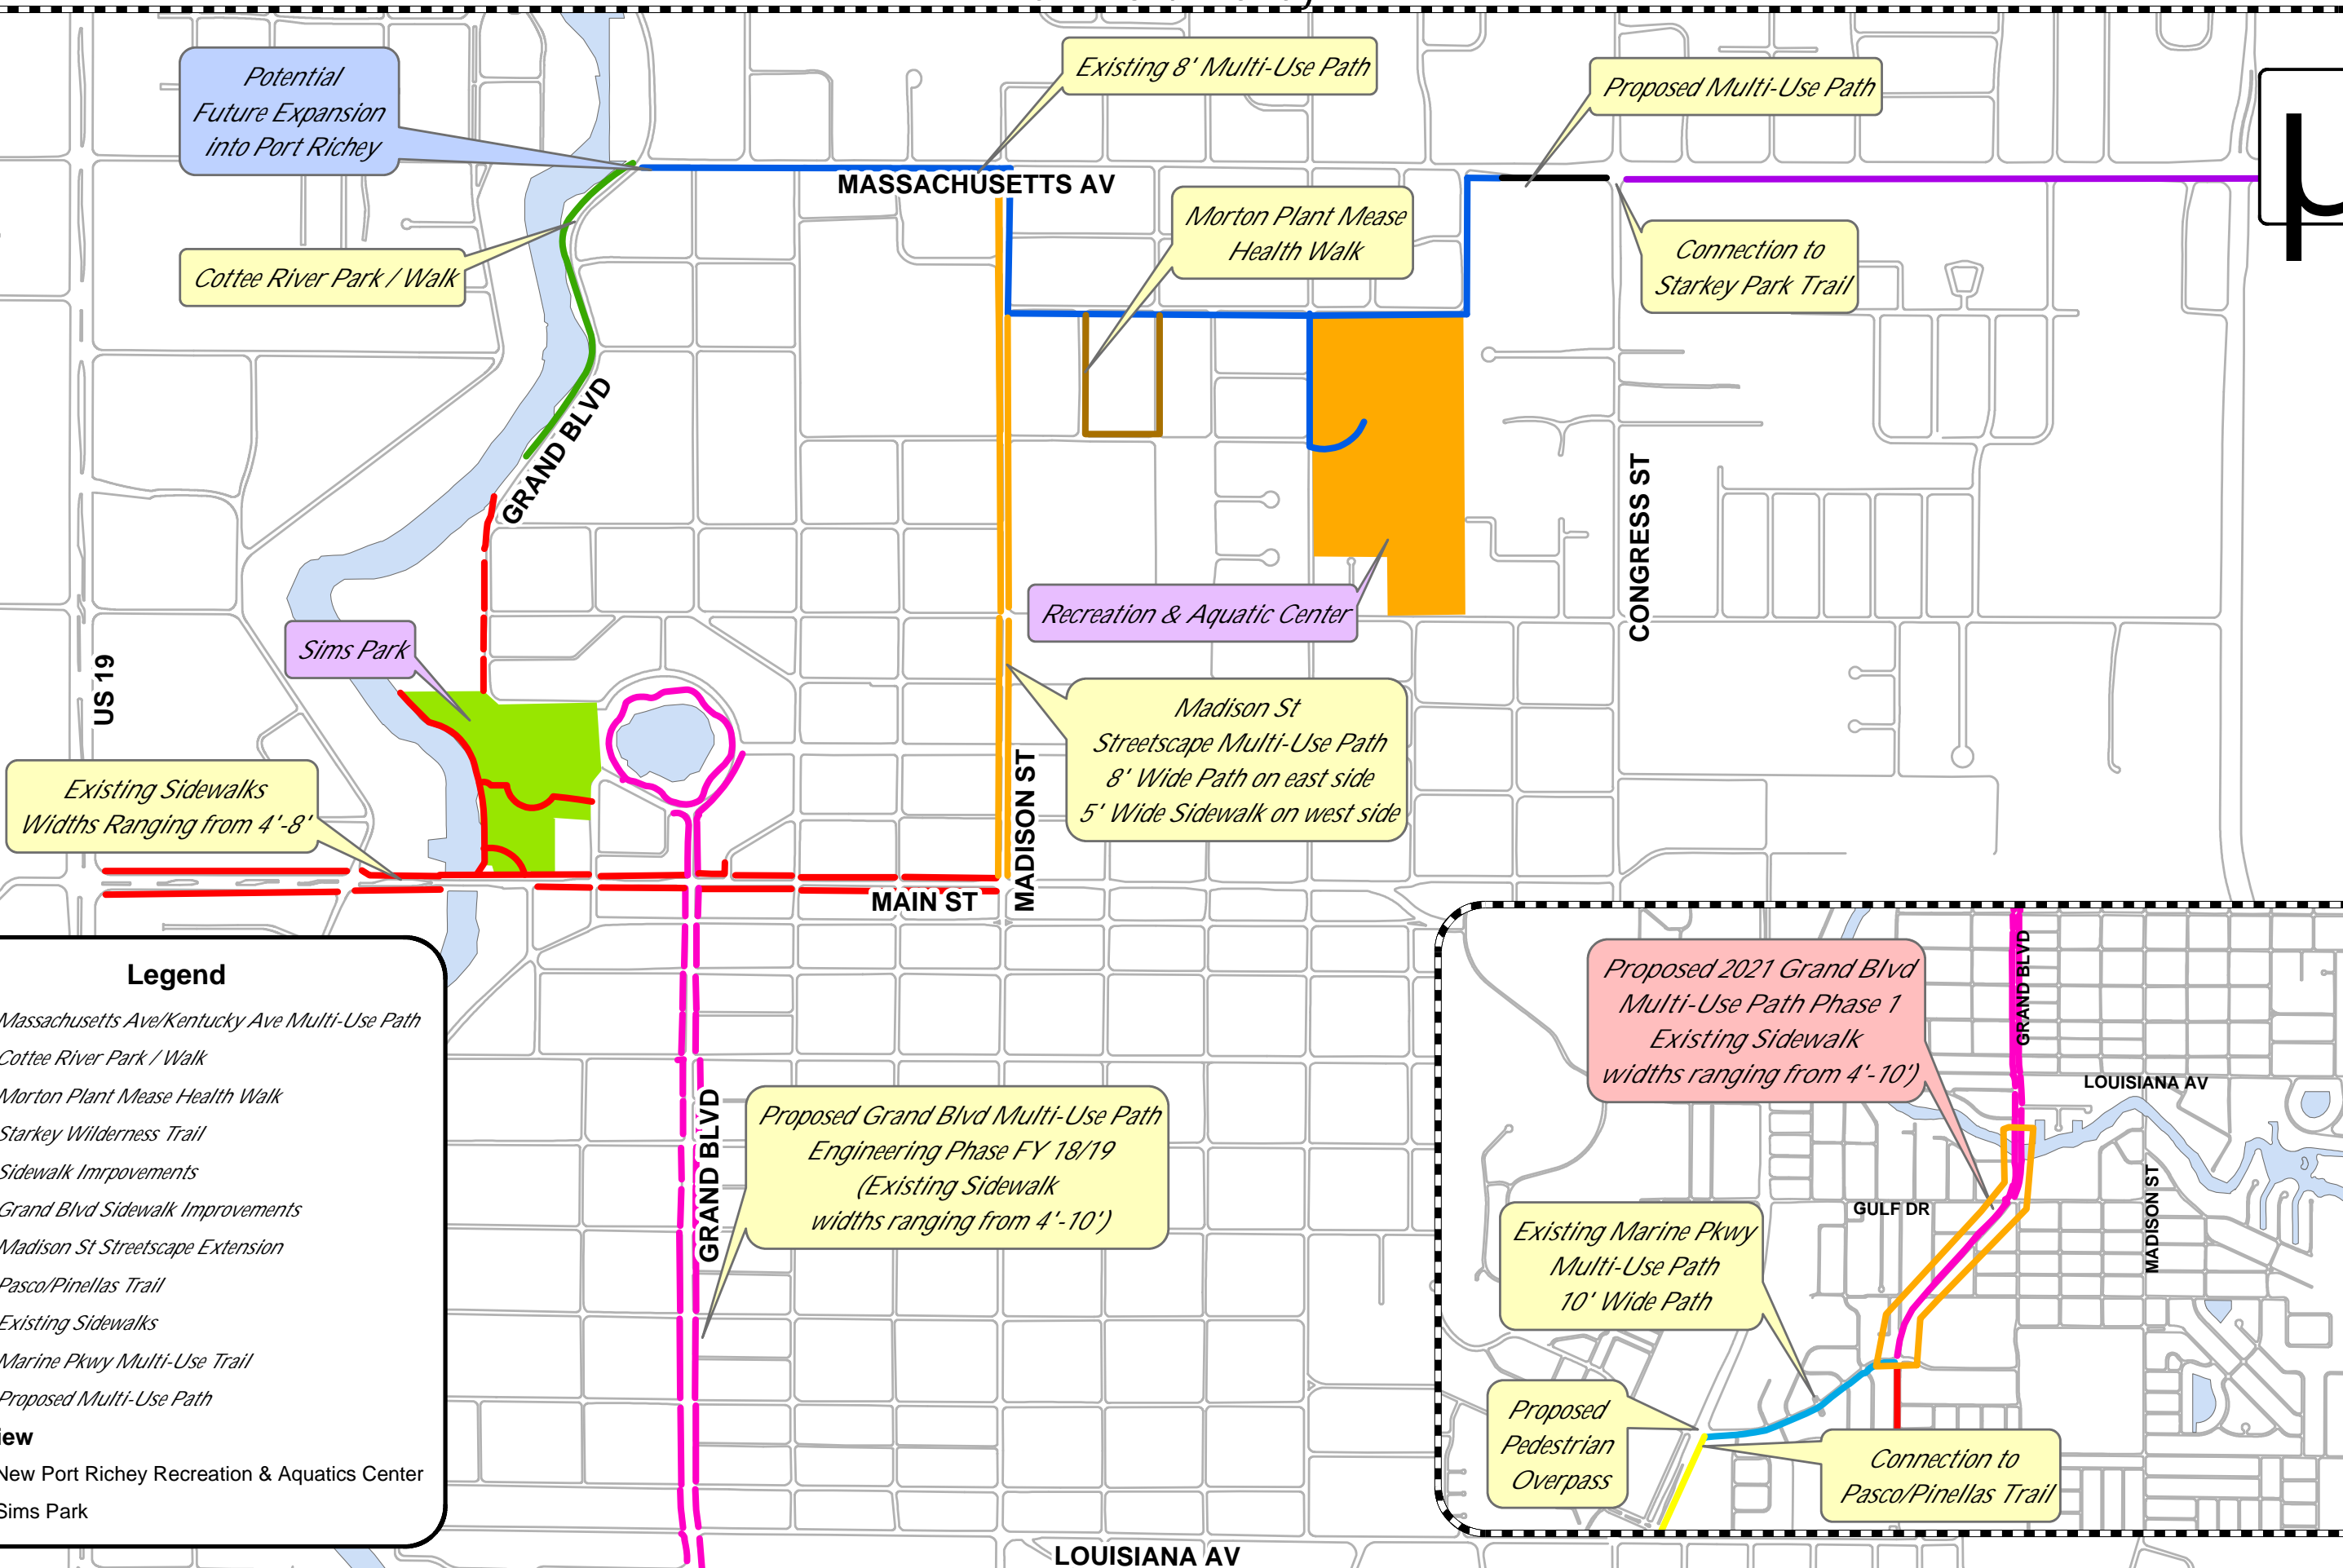 Potential
Future Expansion
into Port Richey
Existing 8' Multi-Use Path
Proposed Multi-Use Path
MASSACHUSETTS AV
Morton Plant Mease
Health Walk
Connection to
Starkey Park Trail
Cottee River Park / Walk
GRAND BLVD
CONGRESS ST
Recreation & Aquatic Center
Sims Park
US 19
Madison St
Streetscape Multi-Use Path
8' Wide Path on east side
5' Wide Sidewalk on west side
MADISON ST
Existing Sidewalks
Widths Ranging from 4'-8'
MAIN ST
Legend
Massachusetts Ave/Kentucky Ave Multi-Use Path
Cottee River Park / Walk
Morton Plant Mease Health Walk
Starkey Wilderness Trail
Sidewalk Imrpovements
Grand Blvd Sidewalk Improvements
Madison St Streetscape Extension
Pasco/Pinellas Trail
Existing Sidewalks
Marine Pkwy Multi-Use Trail
Proposed Multi-Use Path
iew
New Port Richey Recreation & Aquatics Center
Sims Park
GRAND BLVD
Proposed Grand Blvd Multi-Use Path
Engineering Phase FY 18/19
(Existing Sidewalk
widths ranging from 4'-10')
LOUISIANA AV
Proposed 2021 Grand Blvd
Multi-Use Path Phase 1
Existing Sidewalk
widths ranging from 4'-10')
GRAND BLVD
LOUISIANA AV
MADISON ST
GULF DR
Existing Marine Pkwy
Multi-Use Path
10' Wide Path
Proposed
Pedestrian
Overpass
Connection to
Pasco/Pinellas Trail